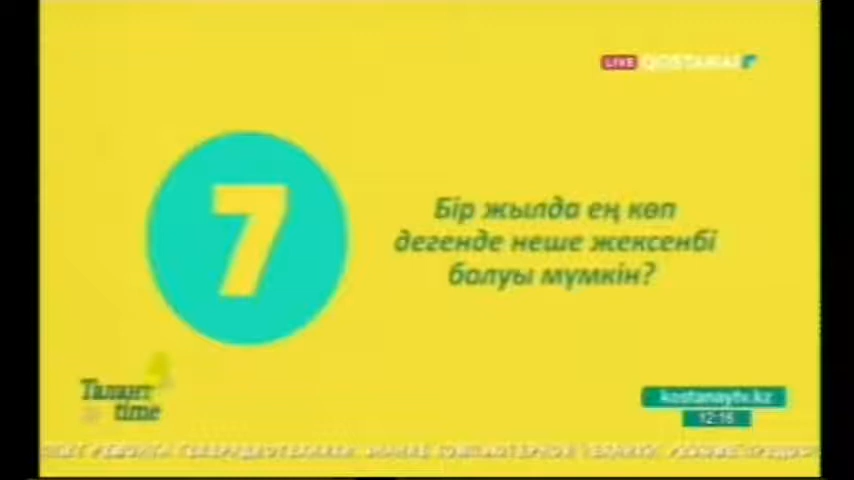 LIVE QOSTANAI
7
Бір жылда ең көп
дегенде неше жексенбі
болуы мүмкін?
Талант
time
kostanaytv.kz
12:16